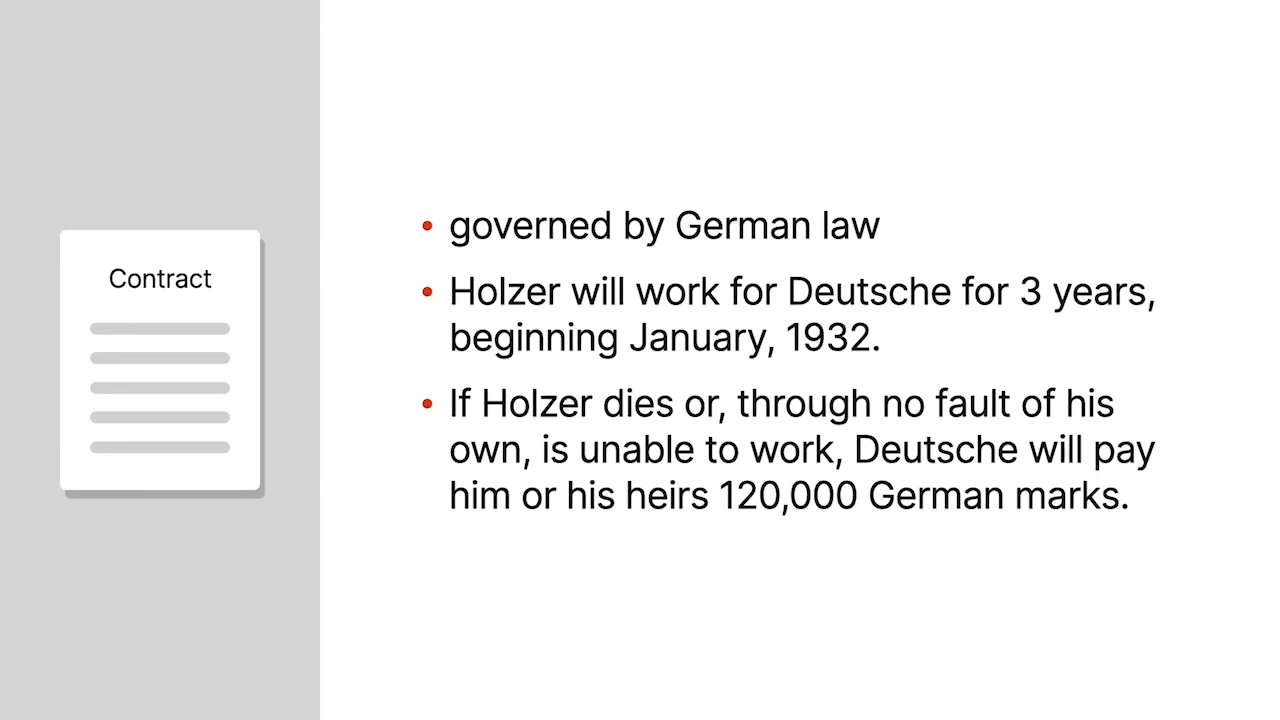 Contract
• governed by German law
• Holzer will work for Deutsche for 3 years,
beginning January, 1932.
• If Holzer dies or, through no fault of his
own, is unable to work, Deutsche will pay
him or his heirs 120,000 German marks.